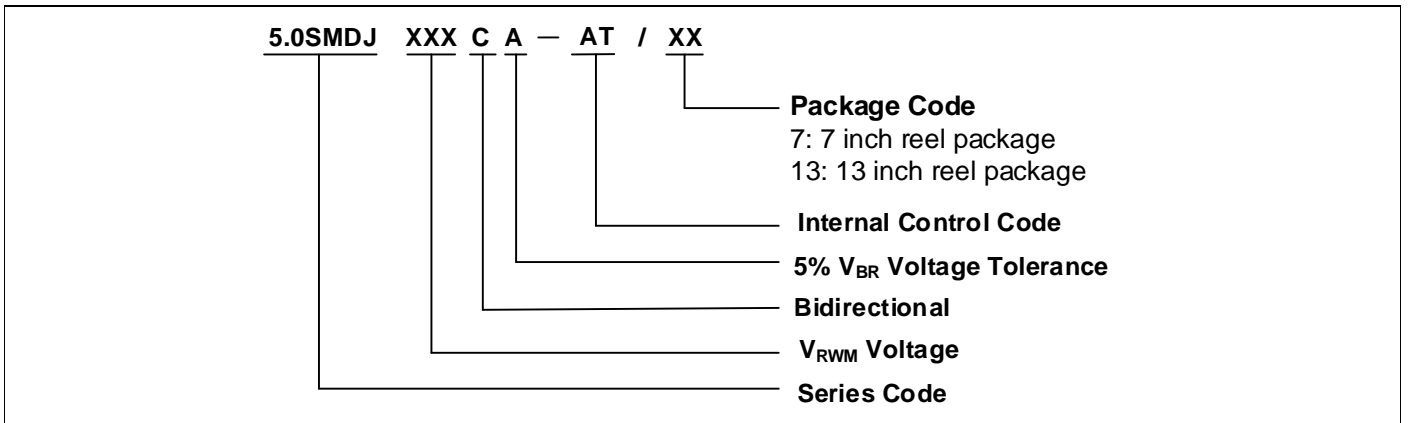 5.0SMDJ XXX C A — AT / XX
Package Code
7: 7 inch reel package
13: 13 inch reel package
Internal Control Code
5% VBR Voltage Tolerance
Bidirectional
VRWM Voltage
Series Code